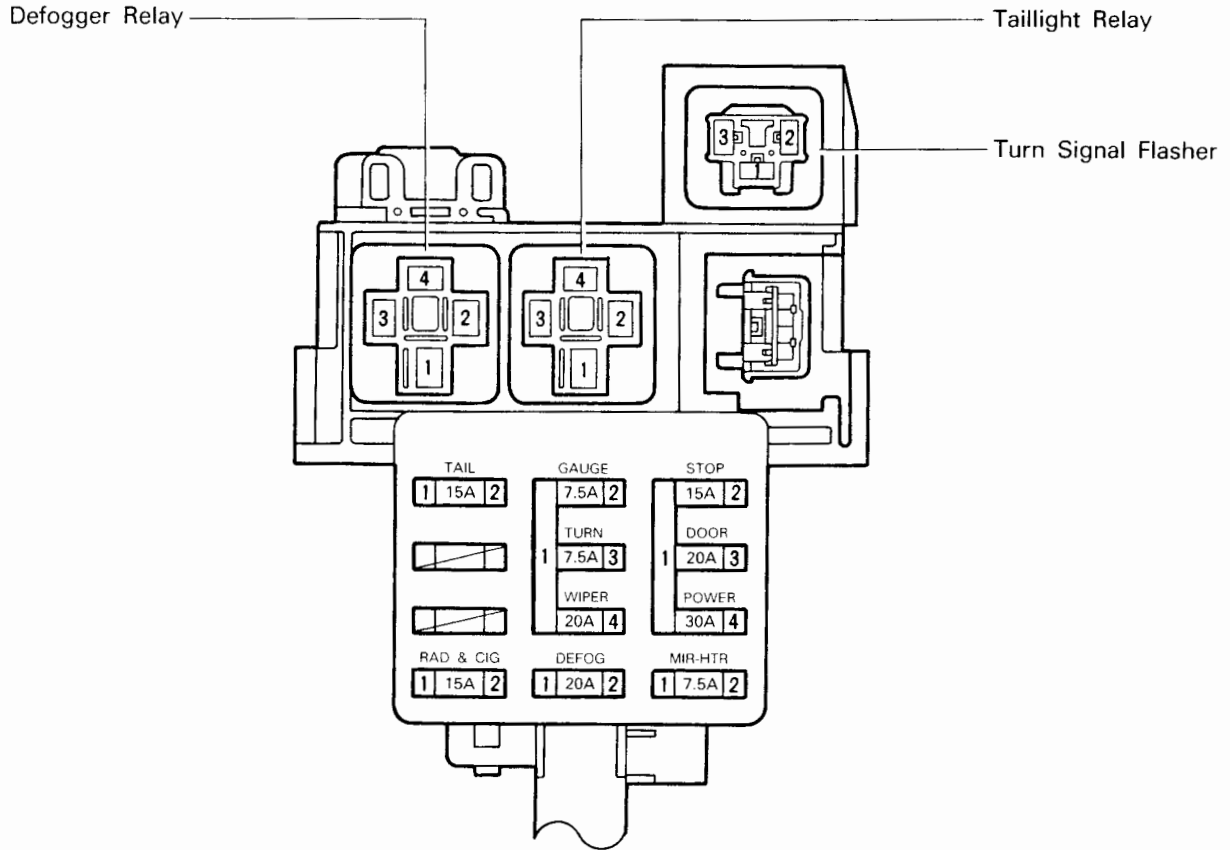 Defogger Relay
Taillight Relay
3 2
1
Turn Signal Flasher
4
3 2
1
4
3 2
1
TAIL
1 15A 2
GAUGE
7.5A 2
STOP
15A 2
TURN
1 7.5A 3
DOOR
1 20A 3
WIPER
20A 4
POWER
30A 4
RAD & CIG
1 15A 2
DEFOG
1 20A 2
MIR-HTR
1 7.5A 2